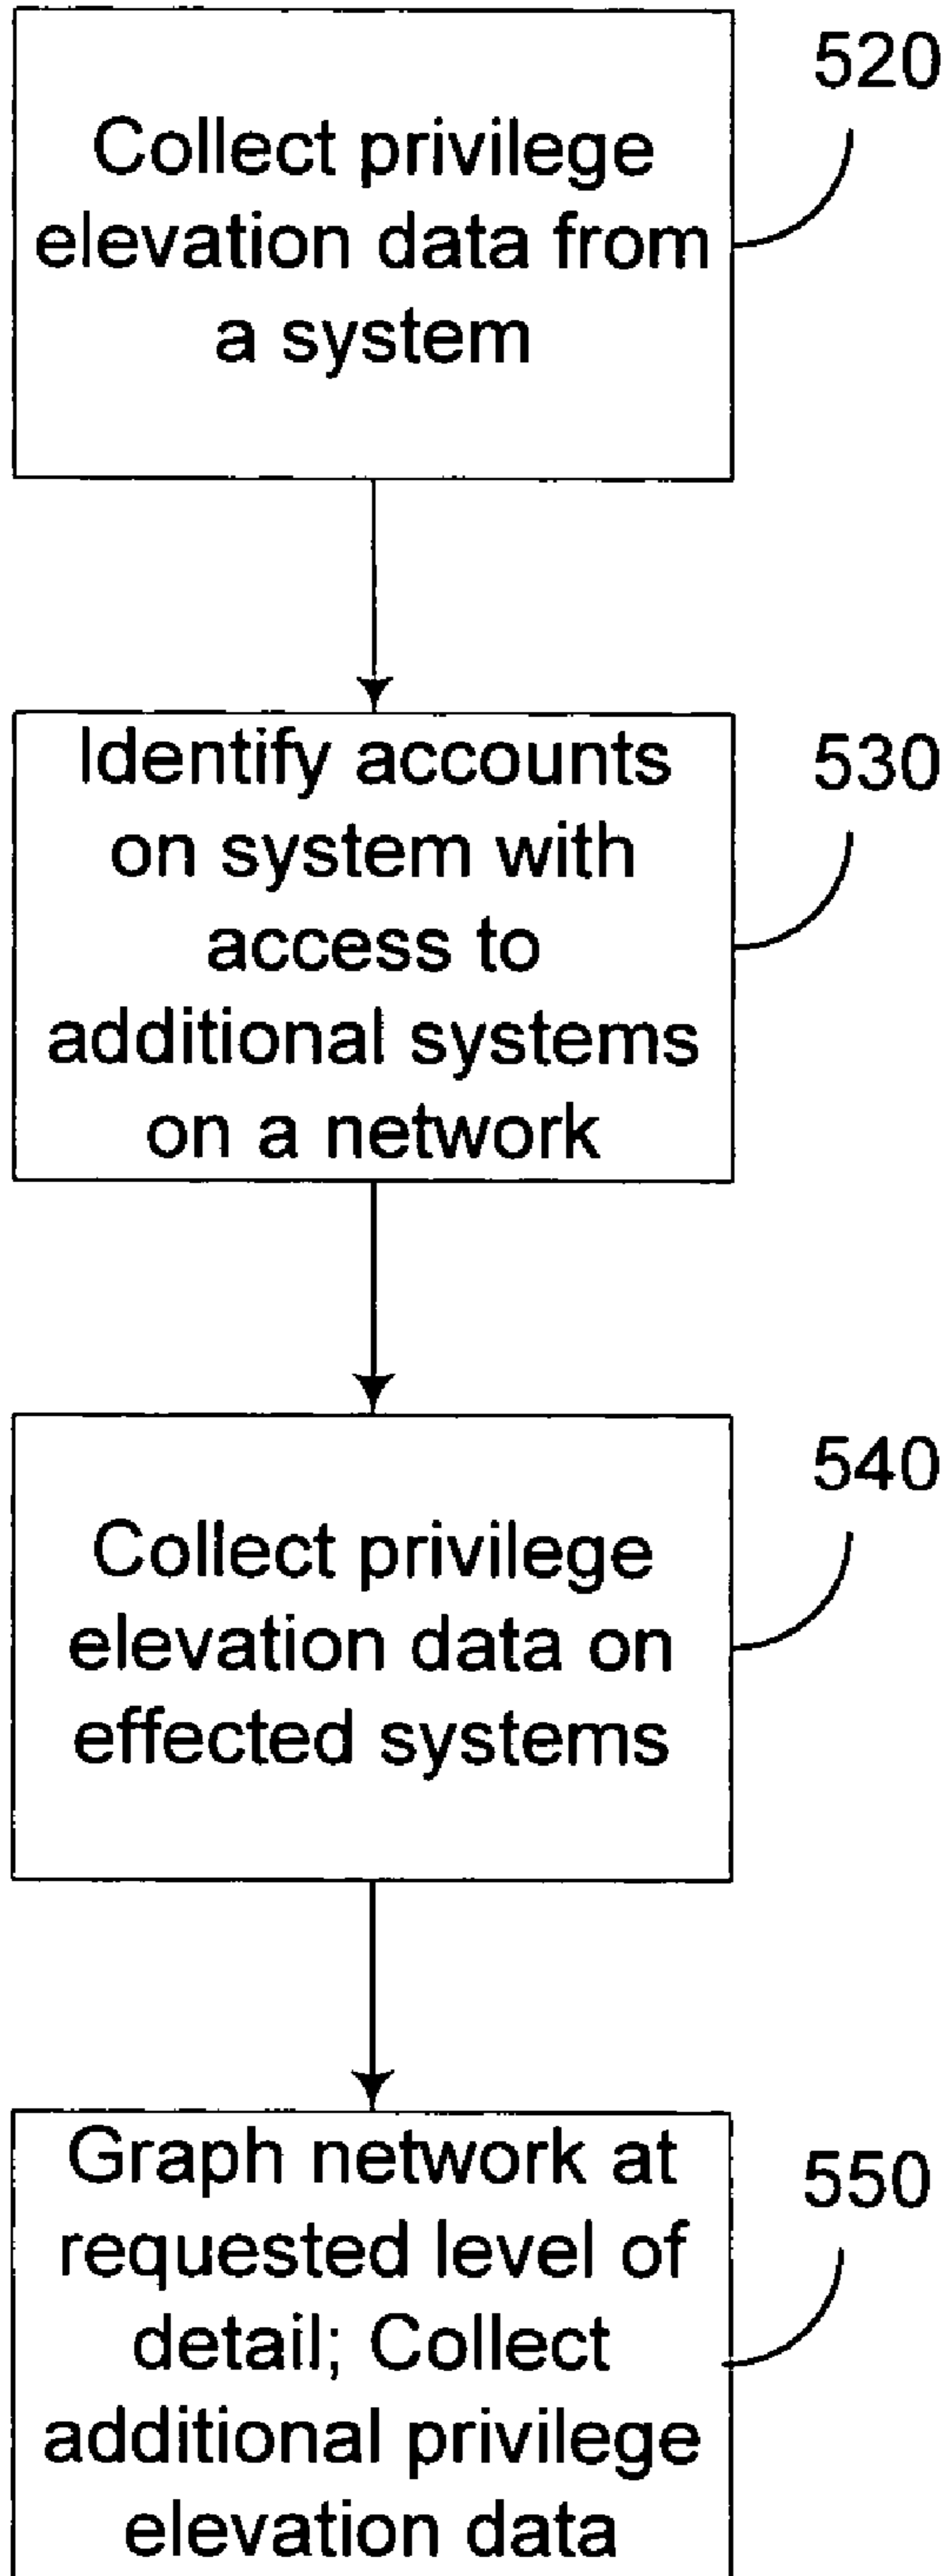 520
Collect privilege
elevation data from
a system
530
Identify accounts
on system with
access to
additional systems
on a network
540
Collect privilege
elevation data on
effected systems
550
Graph network at
requested level of
detail; Collect
additional privilege
elevation data